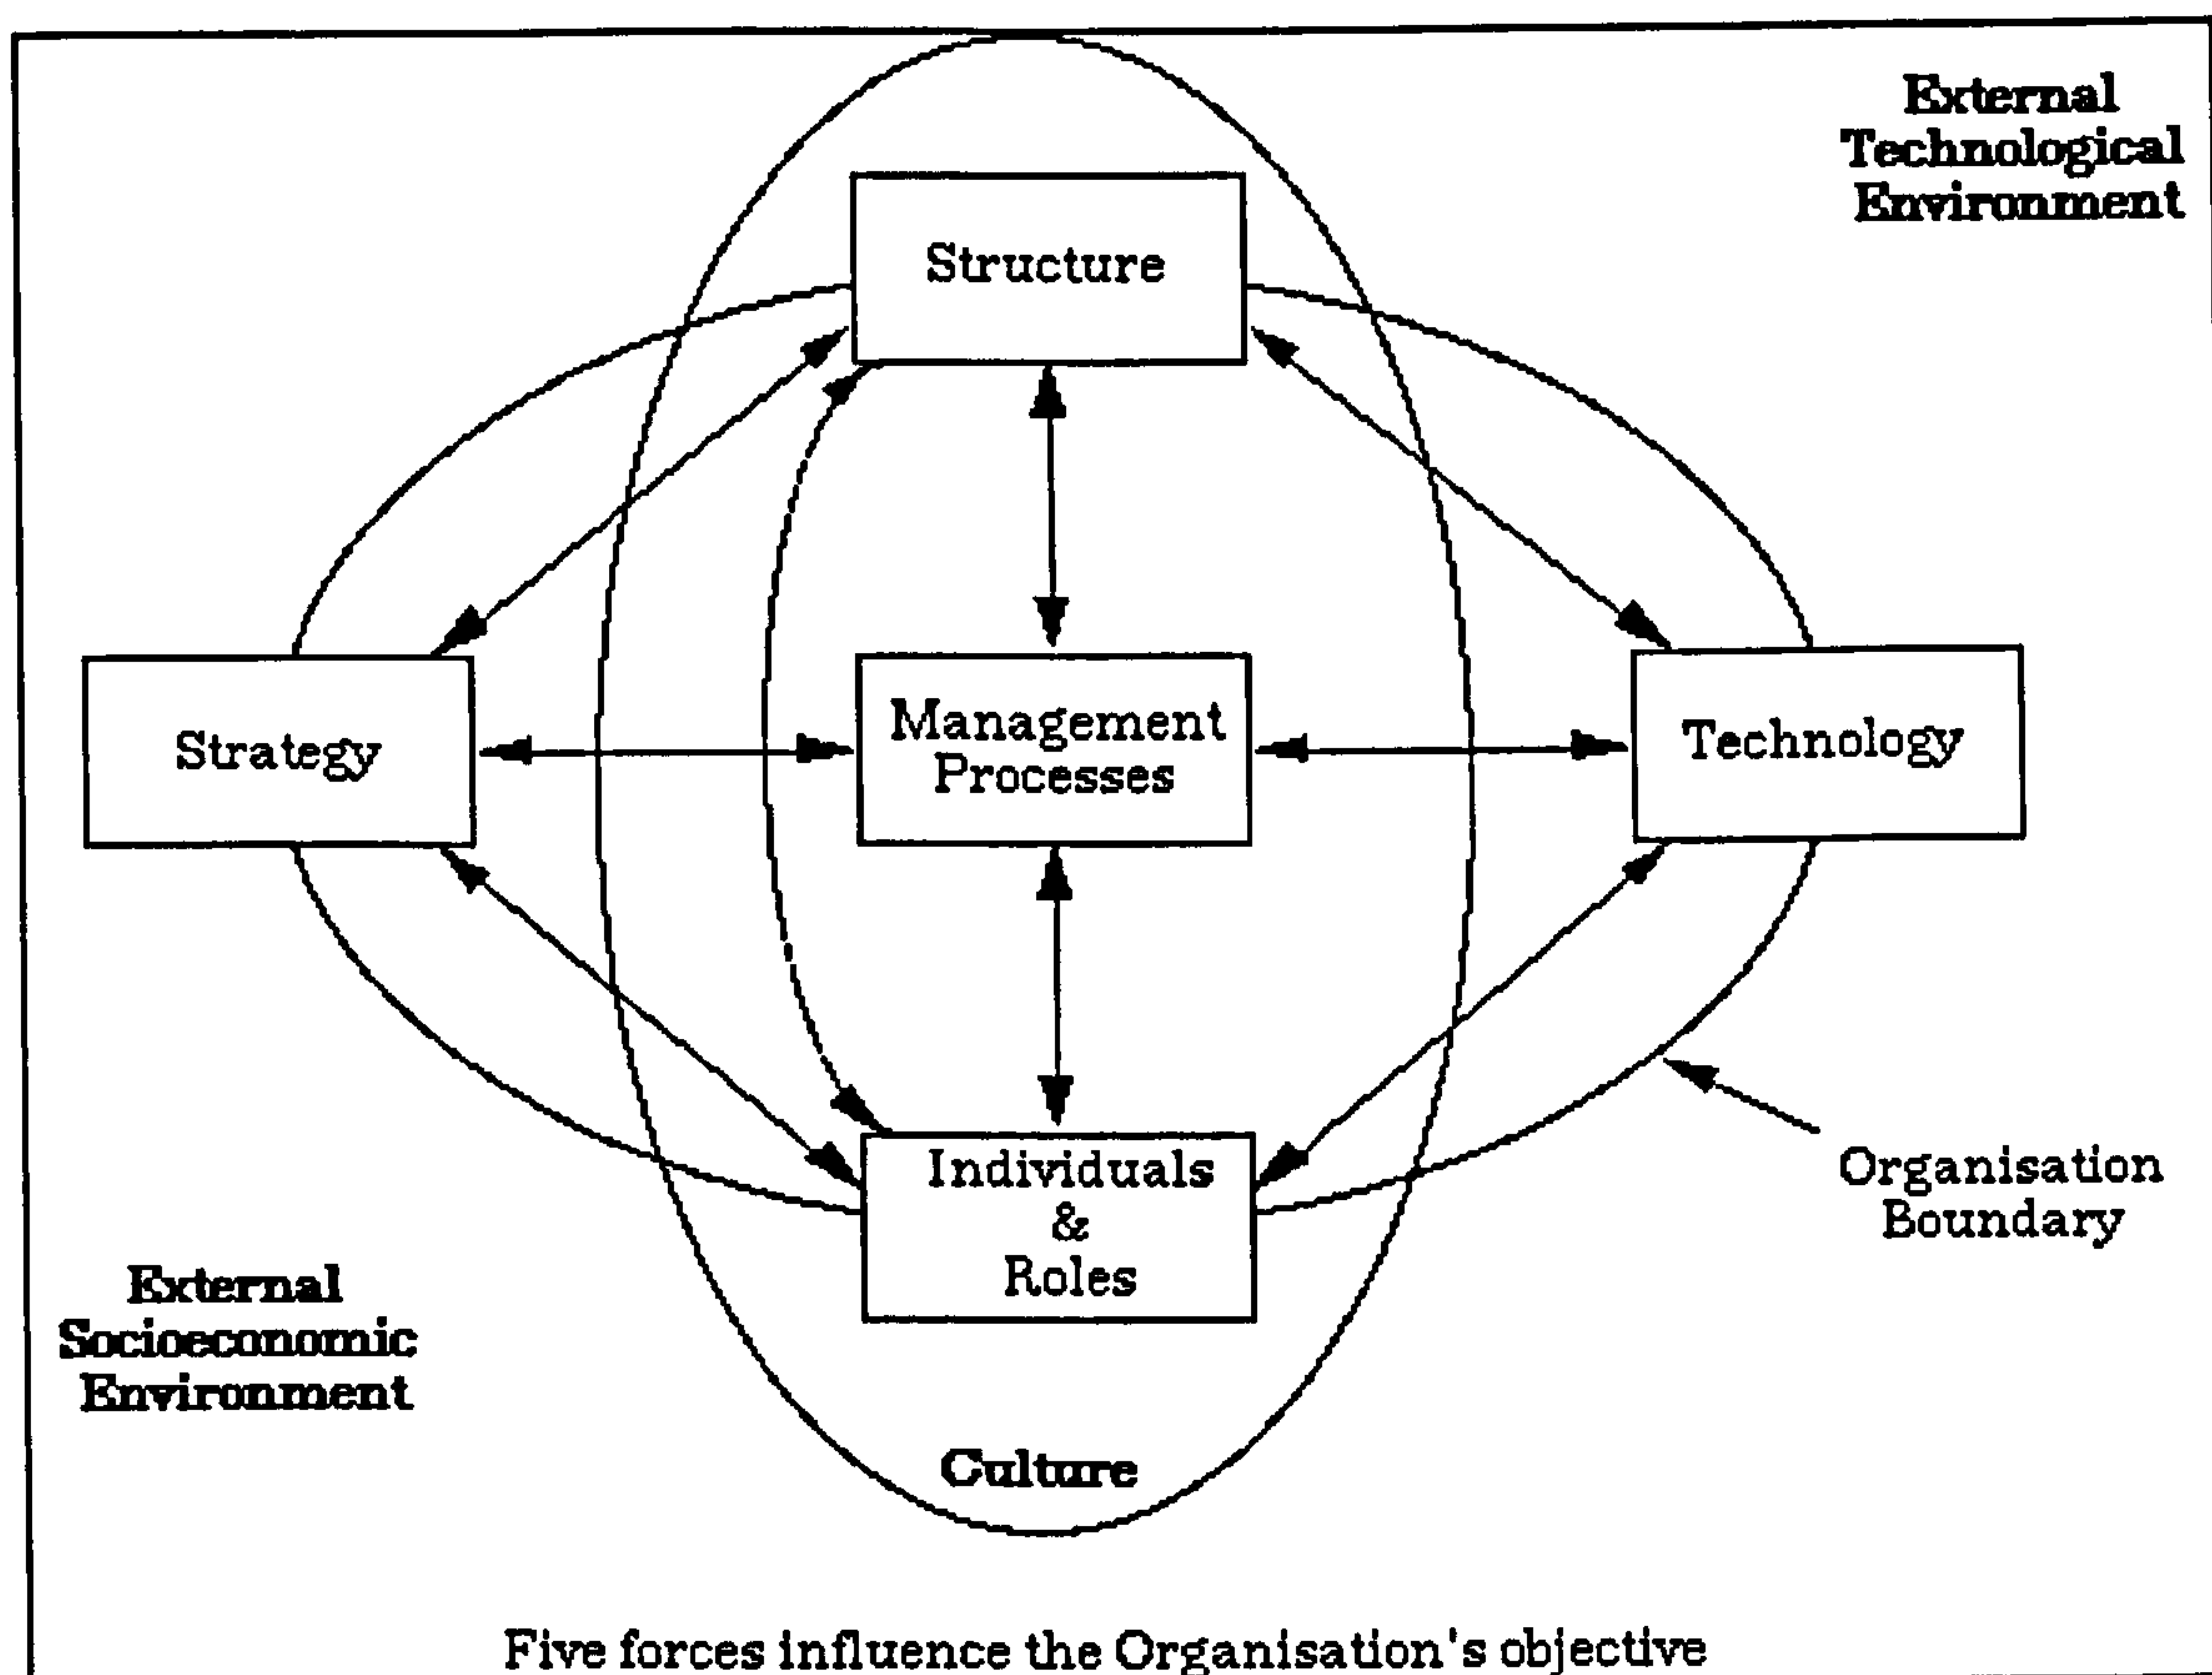 External
Technological
Environment
Structure
Strategy
Management
Processes
Technology
Individuals
&
Roles
Organisation
Boundary
External
Socioeconomic
Environment
Culture
Five forces influence the Organisation's objective